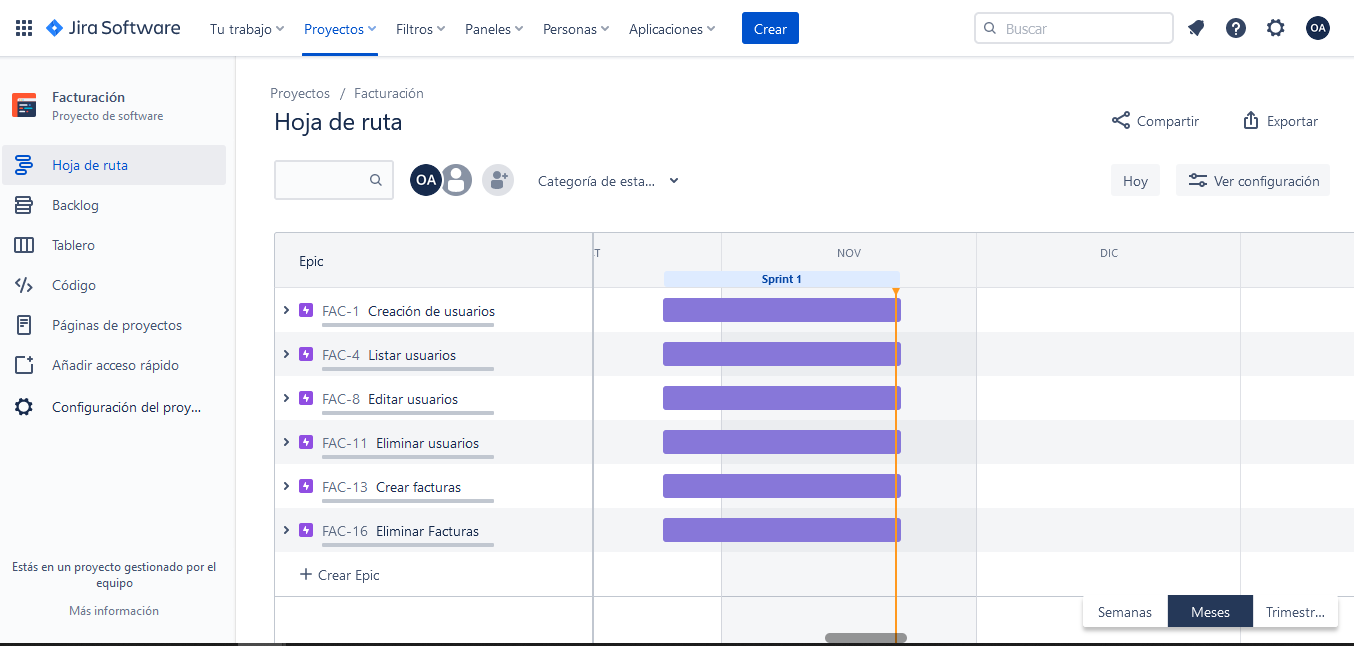 Jira Software Tu trabajo Proyectos Filtros Paneles Personas Aplicaciones Crear Buscar OA
Facturación
Proyecto de software
Hoja de ruta
Backlog
Tablero
Código
Páginas de proyectos
Añadir acceso rápido
Configuración del proy...
Estás en un proyecto gestionado por el
equipo
Más información
Proyectos / Facturación
Hoja de ruta
Compartir Exportar
OA Categoría de esta... Hoy Ver configuración
Epic T NOV DIC
Sprint 1
FAC-1 Creación de usuarios
FAC-4 Listar usuarios
FAC-8 Editar usuarios
FAC-11 Eliminar usuarios
FAC-13 Crear facturas
FAC-16 Eliminar Facturas
+ Crear Epic
Semanas Meses Trimestr...